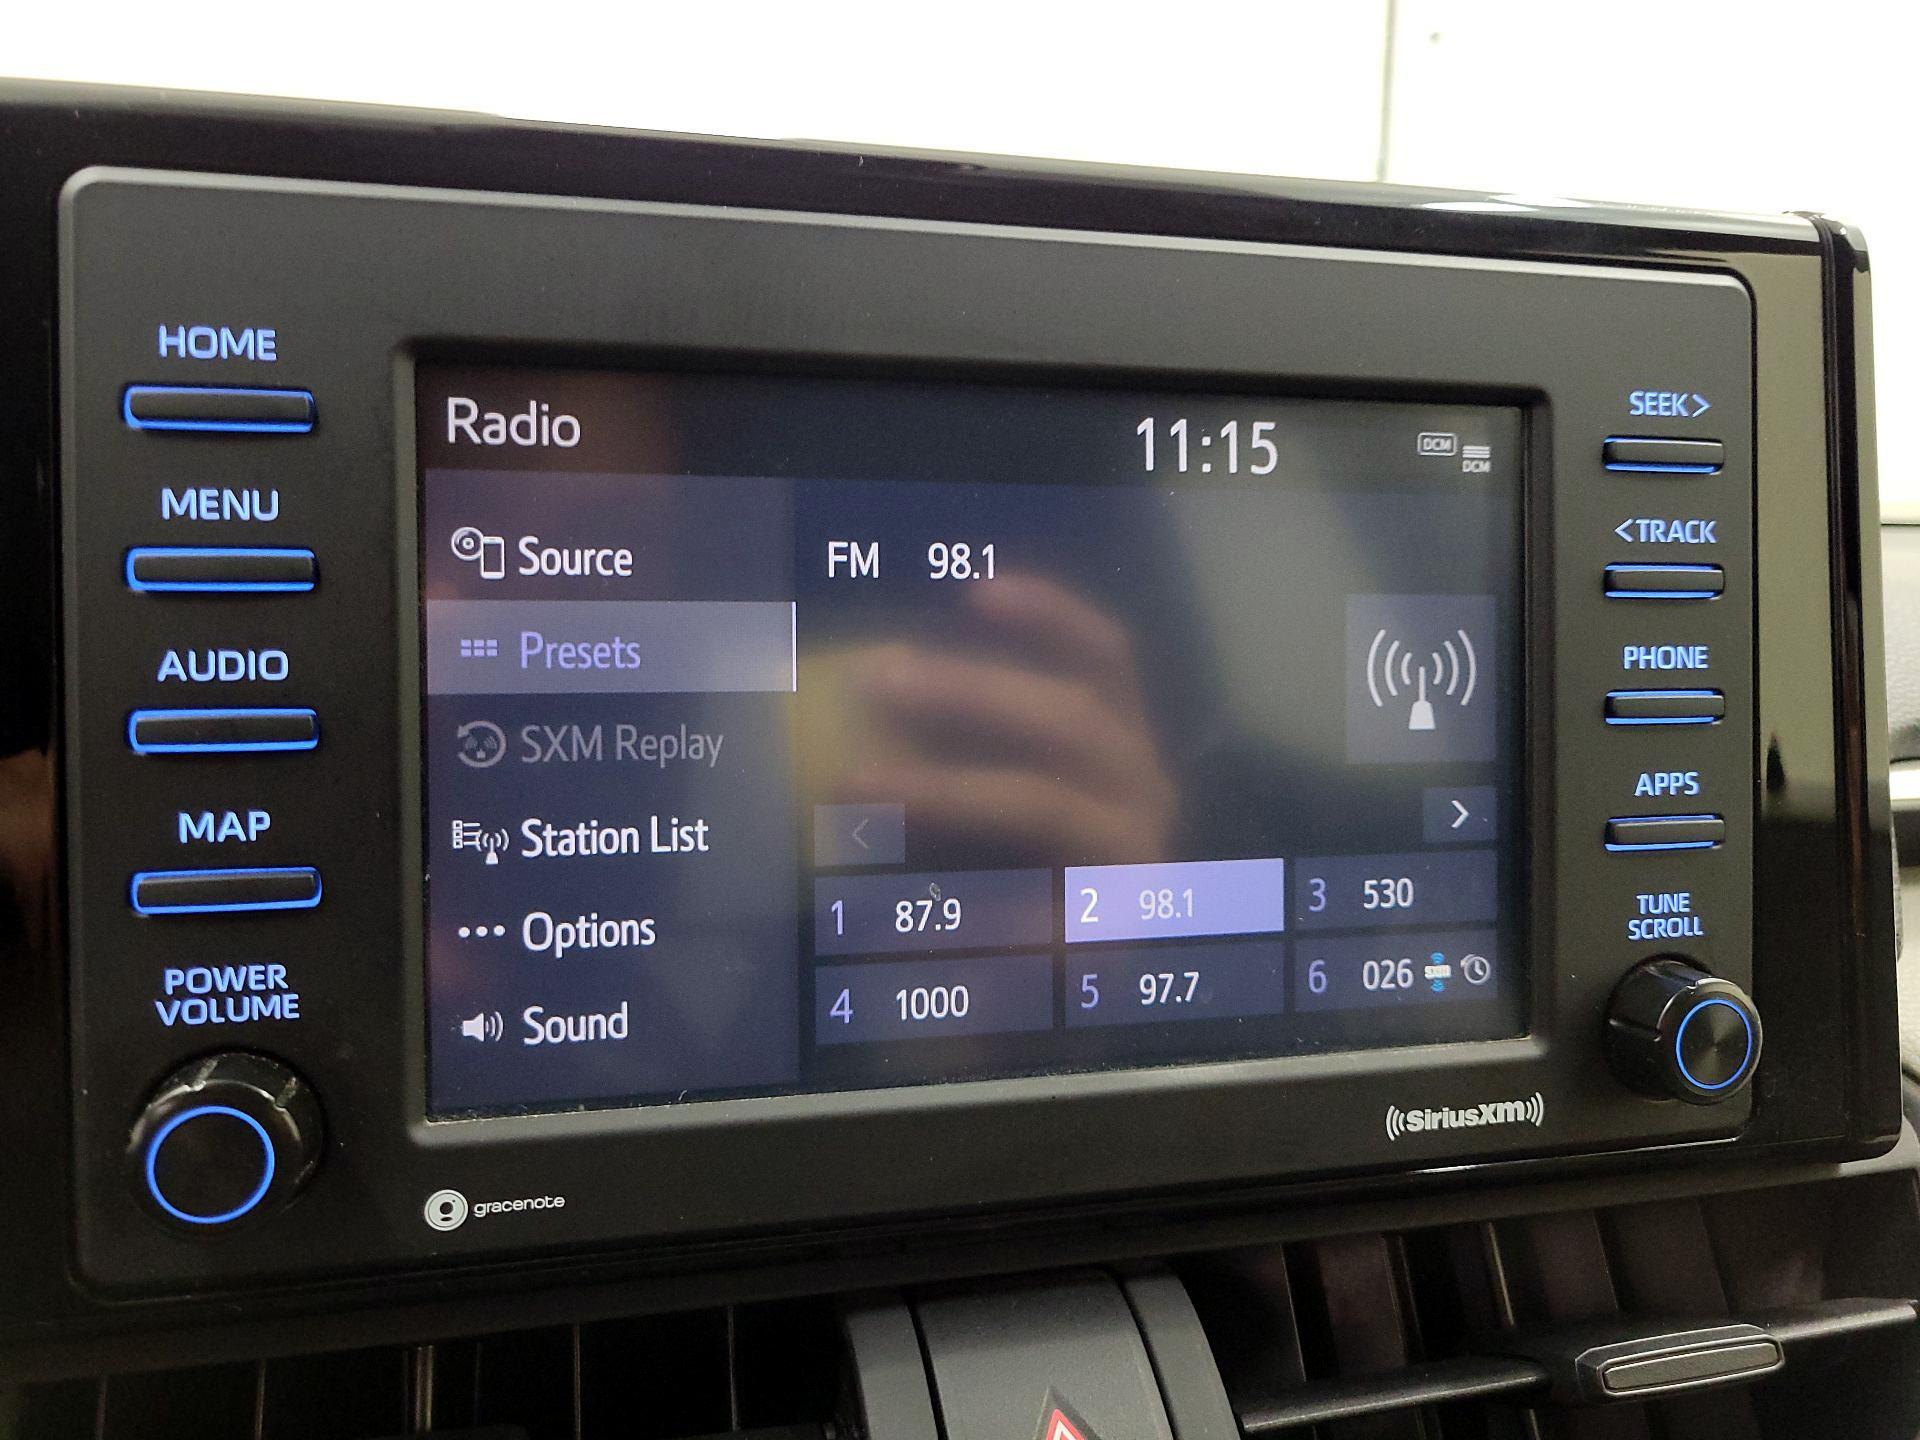 HOME
MENU
AUDIO
MAP
POWER
VOLUME
Radio
11:15
DCM
DCM
Source
Presets
SXM Replay
Station List
Options
Sound
FM 98.1
<
>
1 87.9
2 98.1
3 530
4 1000
5 97.7
6 026 SXM
SEEK>
<TRACK
PHONE
APPS
TUNE
SCROLL
gracenote
((SiriusXM))